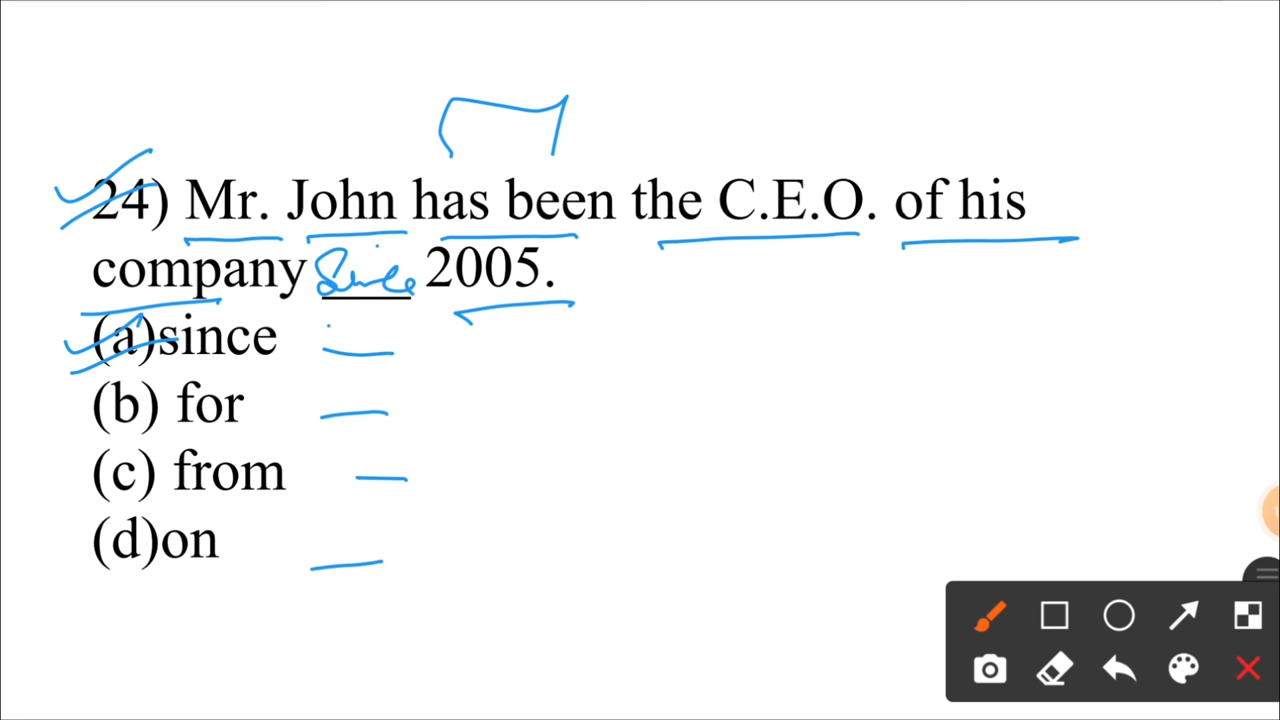 24) Mr. John has been the C.E.O. of his
company Since 2005.
(a)since
(b) for
(c) from
(d)on